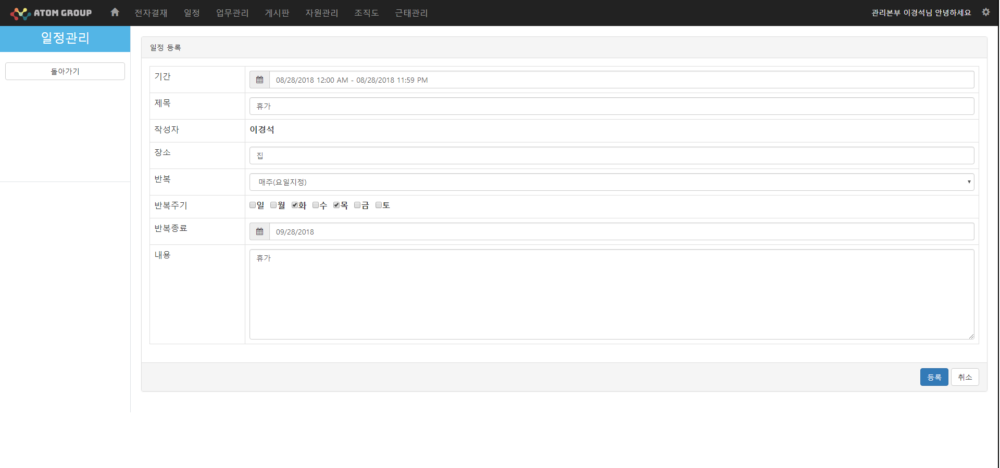 ATOM GROUP 전자결재 일정 업무관리 게시판 자원관리 조직도 근태관리 관리본부 이경석님 안녕하세요
일정관리
돌아가기
일정 등록
기간 08/28/2018 12:00 AM - 08/28/2018 11:59 PM
제목 휴가
작성자 이경석
장소 집
반복 매주(요일지정)
반복주기 일 월 화 수 목 금 토
반복종료 09/28/2018
내용 휴가
등록 취소